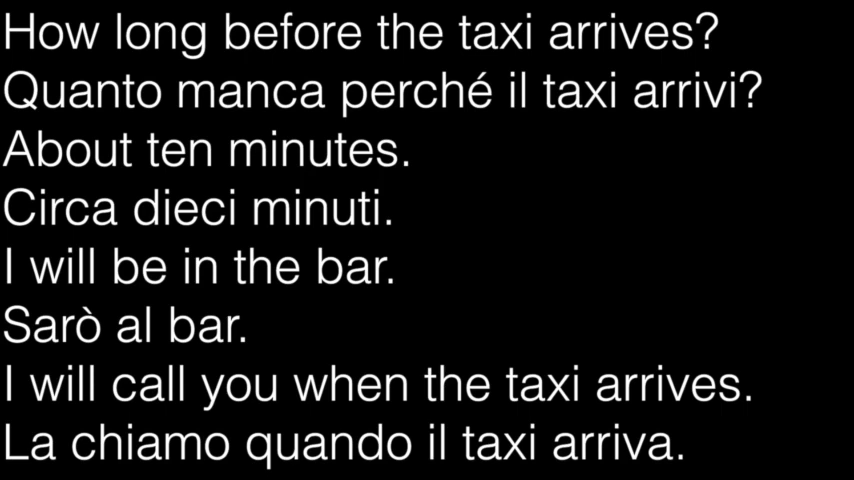 How long before the taxi arrives?
Quanto manca perché il taxi arrivi?
About ten minutes.
Circa dieci minuti.
I will be in the bar.
Sarò al bar.
I will call you when the taxi arrives.
La chiamo quando il taxi arriva.